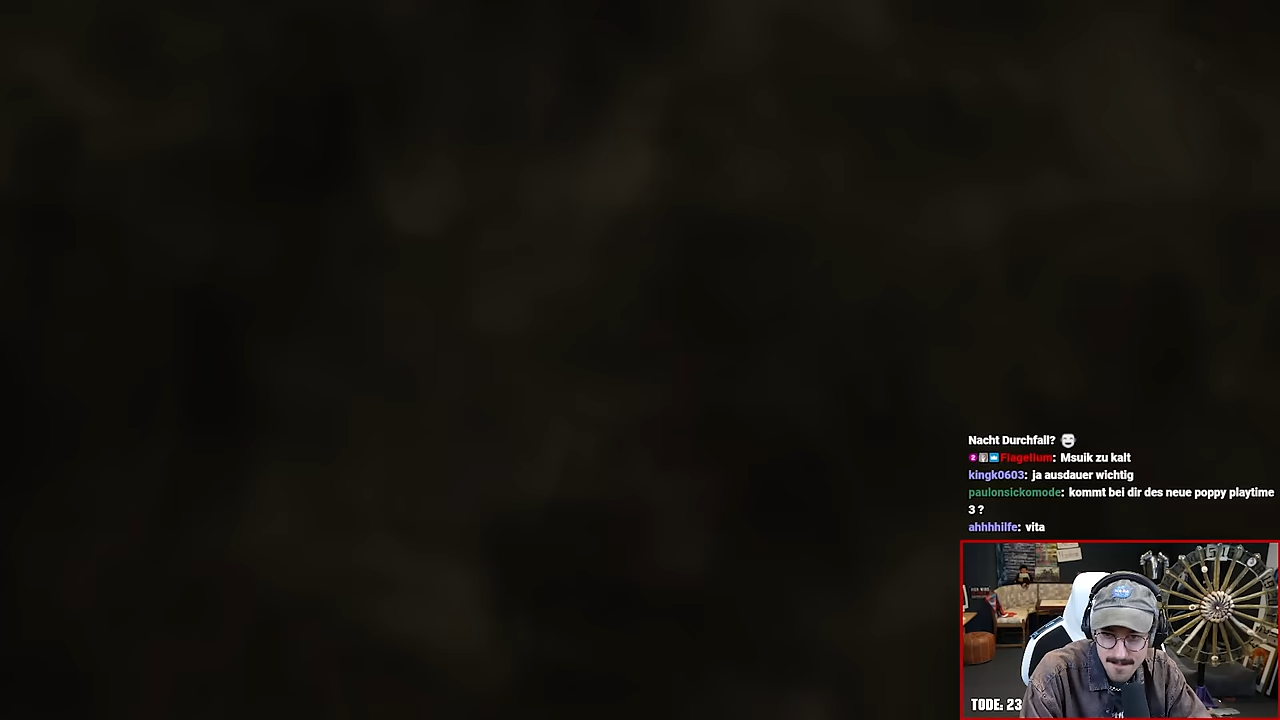 Nacht Durchfall?
Flagellum: Msuik zu kalt
kingk0603: ja ausdauer wichtig
paulonsickomode: kommt bei dir des neue poppy playtime
3 ?
ahhhhilfe: vita
TODE: 23